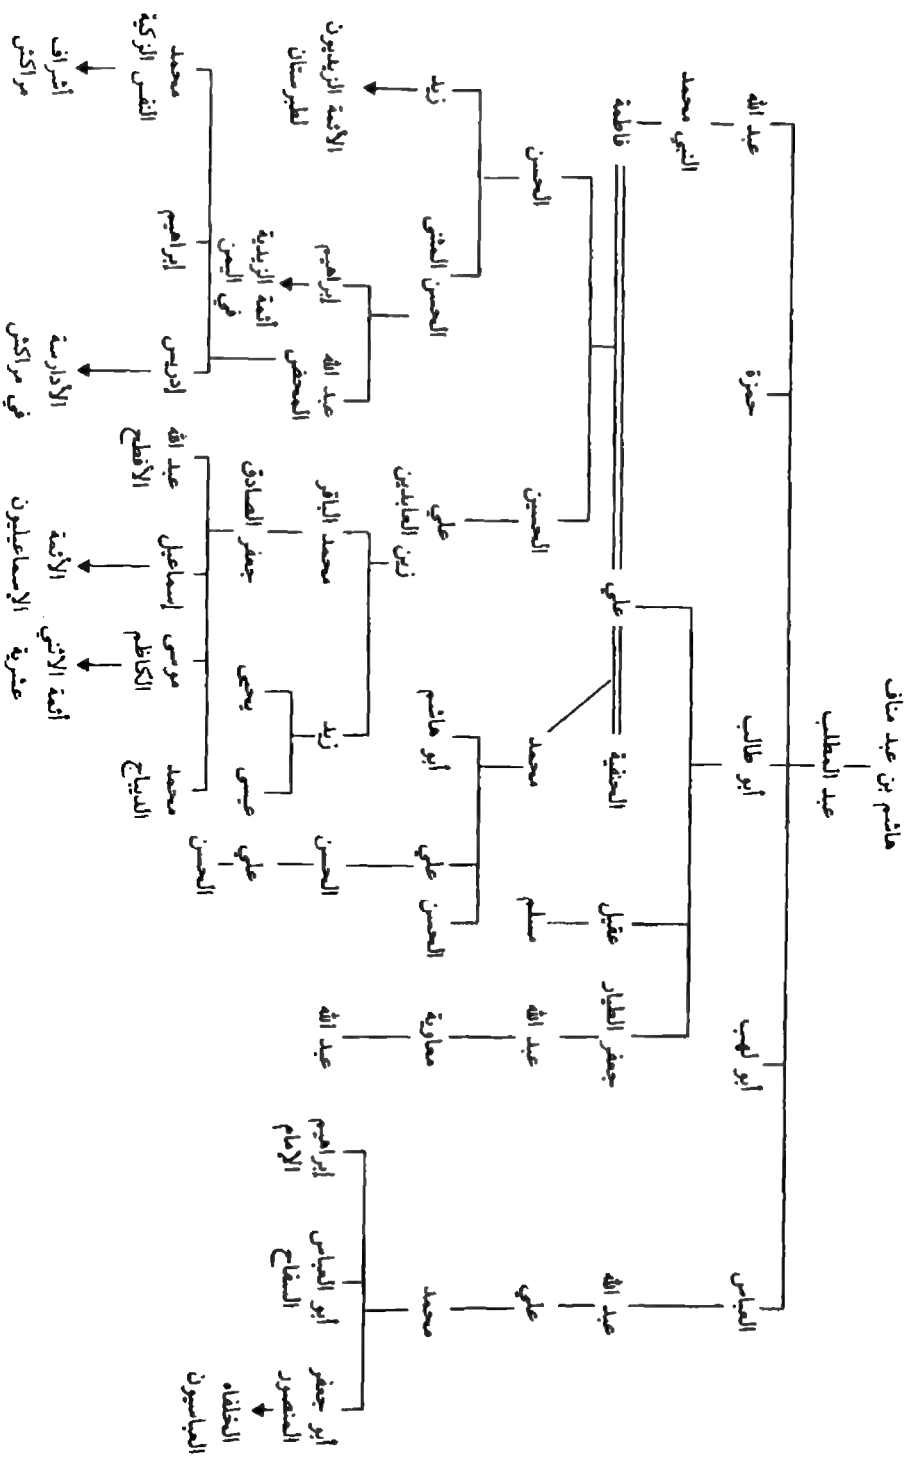 هاشم بن عبد مناف
عبد المطلب
العباس
أبو لهب
أبو طالب
حمزة
عبد الله
النبي محمد
عبد الله
جعفر الطيار
عقيل
الحنفية
علي
فاطمة
علي
عبد الله
مسلم
محمد
الحسين
الحسن
محمد
معاوية
الحسن
علي
أبو هاشم
علي
زين العابدين
الحسن المثنى
زيد
أبو جعفر
المنصور
الخلفاء
العباسيون
أبو العباس
السفاح
إبراهيم
الإمام
عبد الله
الحسن
زيد
محمد الباقر
عبد الله
المحض
إبراهيم
أئمة الزيدية
في اليمن
الأئمة الزيديون
لطبرستان
علي
عيسى
يحيى
جعفر الصادق
الحسن
محمد
الديباج
موسى
الكاظم
إسماعيل
عبد الله
الأفطح
إدريس
إبراهيم
محمد
النفس الزكية
أئمة الاثني
عشرية
الأئمة
الإسماعيليون
الأدارسة
في مراكش
أشراف
مراكش